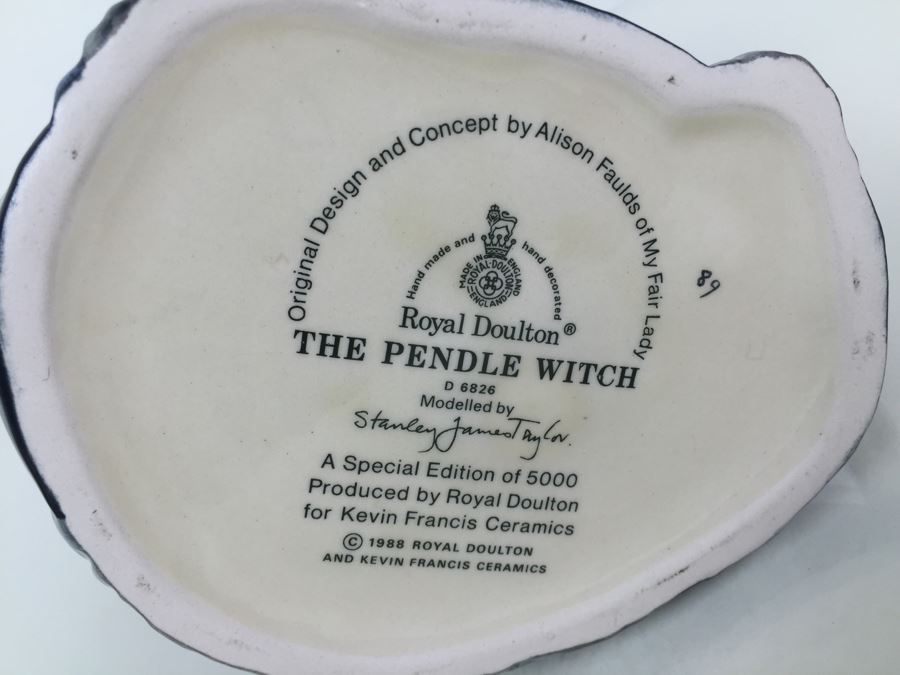 Original Design and Concept by Alison Faulds of My Fair Lady
Hand made and hand decorated
MADE IN ENGLAND
ROYAL·DOULTON
ENGLAND
Royal Doulton®
THE PENDLE WITCH
D 6826
Modelled by
Stanley James Taylor.
A Special Edition of 5000
Produced by Royal Doulton
for Kevin Francis Ceramics
© 1988 ROYAL DOULTON
AND KEVIN FRANCIS CERAMICS
89